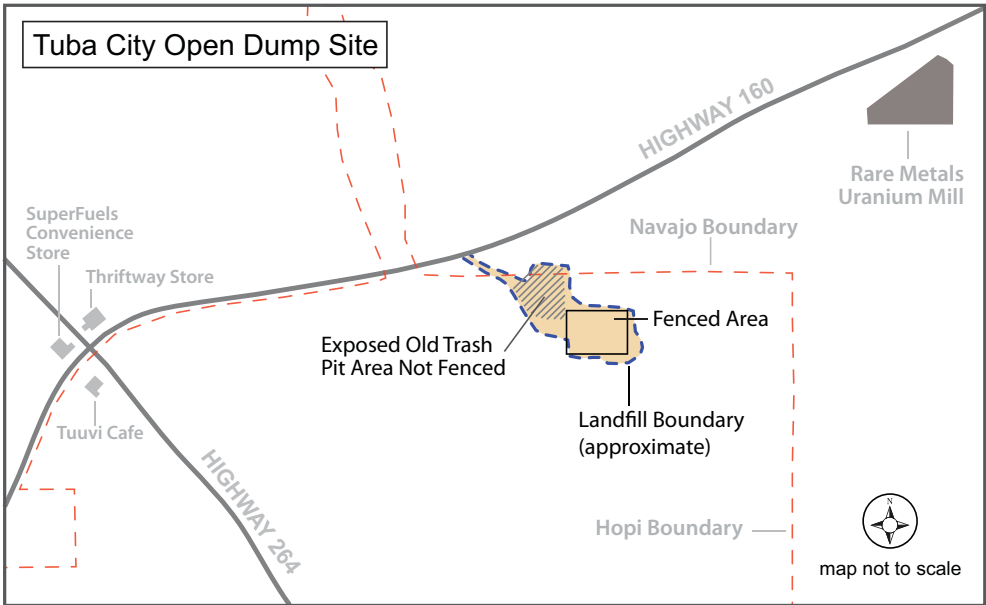 Tuba City Open Dump Site
HIGHWAY 160
Rare Metals
Uranium Mill
SuperFuels
Convenience
Store
Thriftway Store
Navajo Boundary
Fenced Area
Exposed Old Trash
Pit Area Not Fenced
Landfill Boundary
(approximate)
Tuuvi Cafe
HIGHWAY 264
Hopi Boundary
N
map not to scale